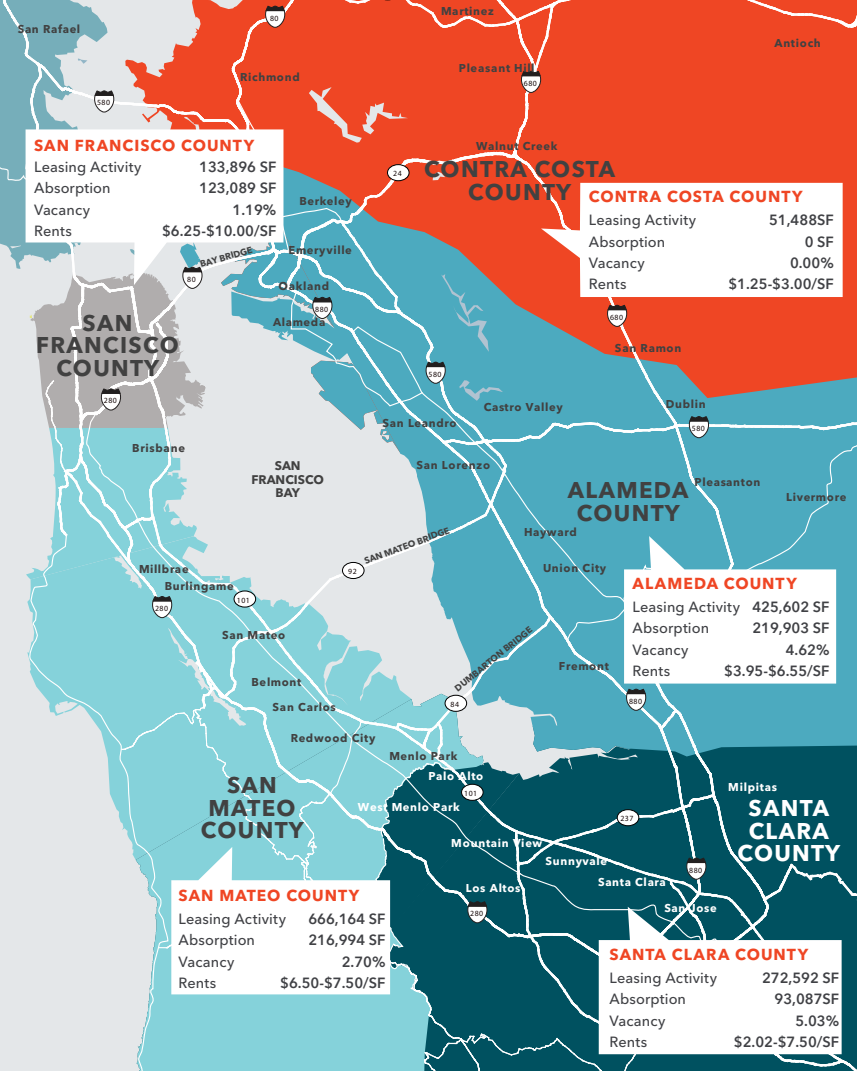 80
Martinez
San Rafael
Antioch
Pleasant Hill
Richmond
680
580
SAN FRANCISCO COUNTY
Leasing Activity 133,896 SF
Absorption 123,089 SF
Vacancy 1.19%
Rents $6.25-$10.00/SF
Walnut Creek
24
CONTRA COSTA
COUNTY
CONTRA COSTA COUNTY
Leasing Activity 51,488SF
Absorption 0 SF
Vacancy 0.00%
Rents $1.25-$3.00/SF
Berkeley
Emeryville
BAY BRIDGE
80
Oakland
880
Alameda
680
San Ramon
SAN
FRANCISCO
COUNTY
280
580
Castro Valley
Dublin
San Leandro
580
Brisbane
San Lorenzo
SAN
FRANCISCO
BAY
ALAMEDA
COUNTY
Pleasanton
Livermore
Hayward
SAN MATEO BRIDGE
92
Union City
Millbrae
Burlingame
101
280
ALAMEDA COUNTY
Leasing Activity 425,602 SF
Absorption 219,903 SF
Vacancy 4.62%
Rents $3.95-$6.55/SF
San Mateo
DUMBARTON BRIDGE
Fremont
Belmont
84
880
San Carlos
Redwood City
Menlo Park
Palo Alto
101
SAN
MATEO
COUNTY
West Menlo Park
Milpitas
237
SANTA
CLARA
COUNTY
Mountain View
Sunnyvale
880
Santa Clara
Los Altos
San Jose
280
SAN MATEO COUNTY
Leasing Activity 666,164 SF
Absorption 216,994 SF
Vacancy 2.70%
Rents $6.50-$7.50/SF
SANTA CLARA COUNTY
Leasing Activity 272,592 SF
Absorption 93,087SF
Vacancy 5.03%
Rents $2.02-$7.50/SF